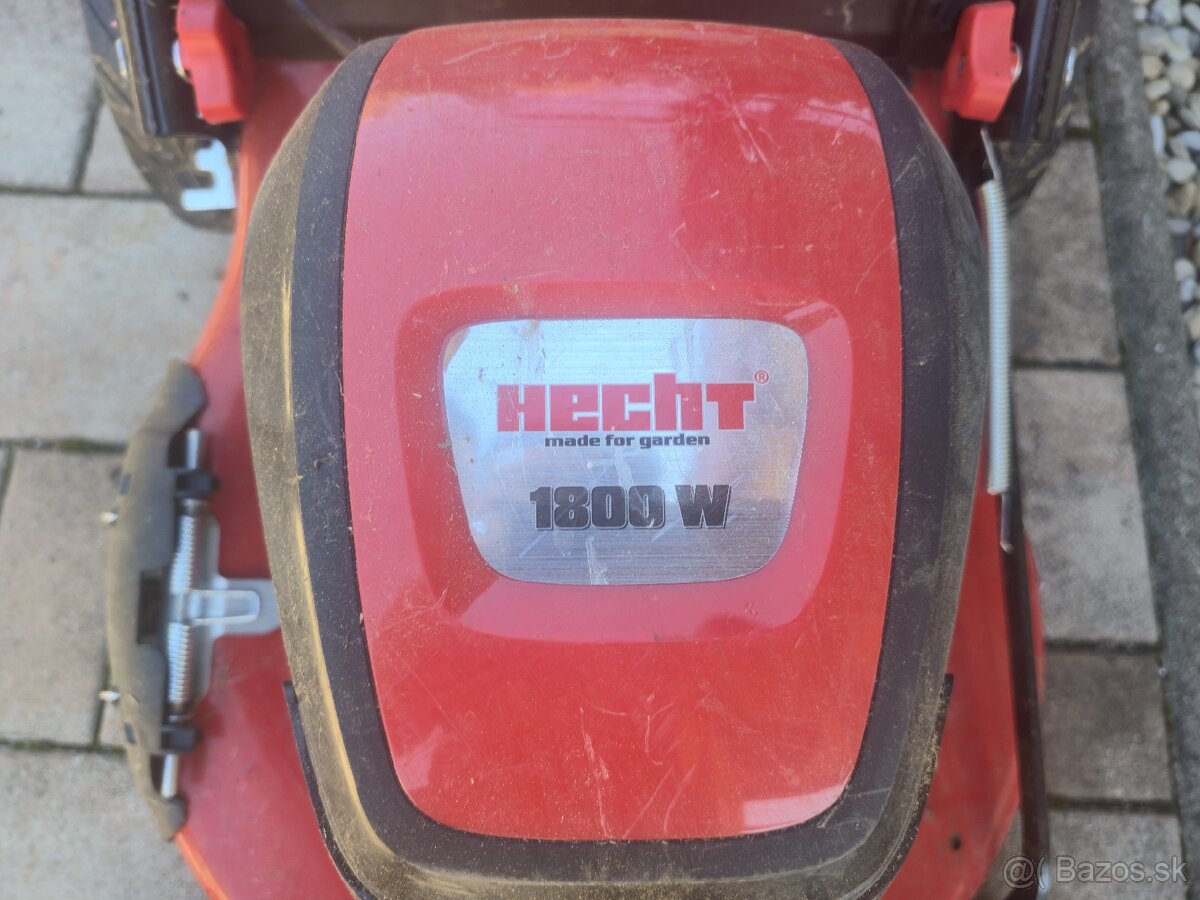 HECHT®
made for garden
1800 W
@ Bazos.sk